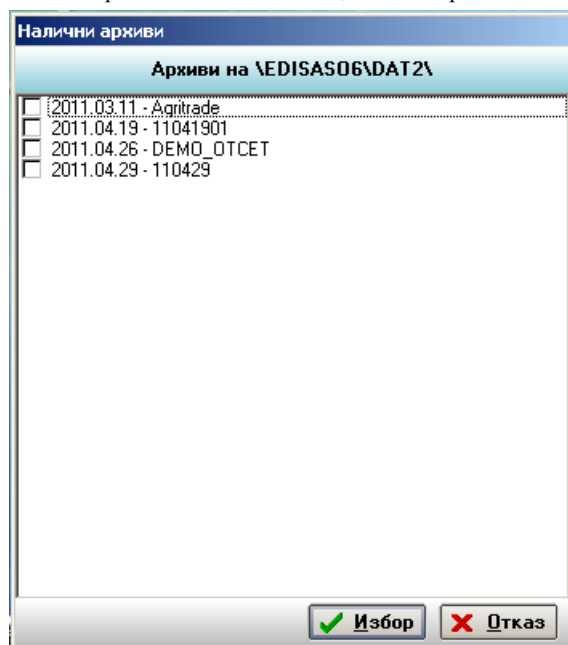 Налични архиви
Архиви на \EDISAS06\DAT2\
2011.03.11 - Agritrade
2011.04.19 - 11041901
2011.04.26 - DEMO_OTCET
2011.04.29 - 110429
Избор
Отказ